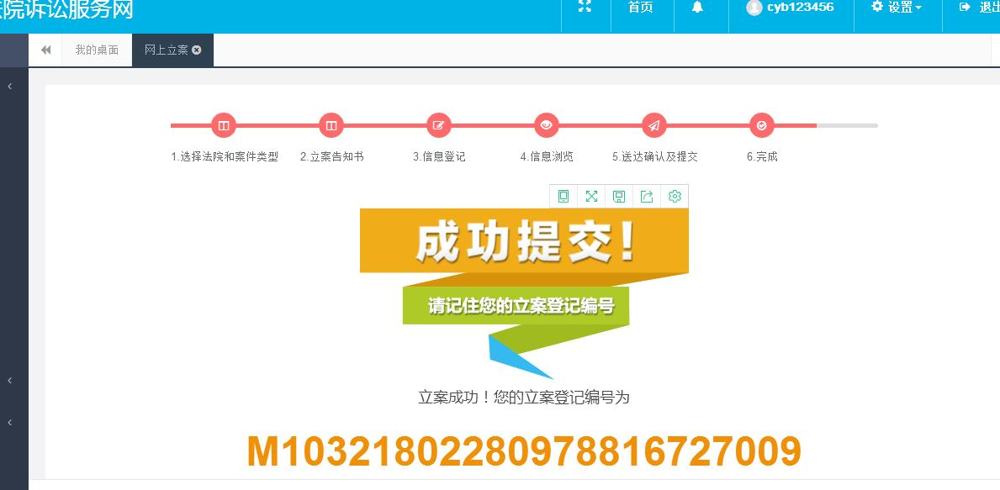 院诉讼服务网
首页
cyb123456
设置
退出
我的桌面
网上立案
1.选择法院和案件类型
2.立案告知书
3.信息登记
4.信息浏览
5.送达确认及提交
6.完成
成功提交！
请记住您的立案登记编号
立案成功！您的立案登记编号为
M10321802280978816727009